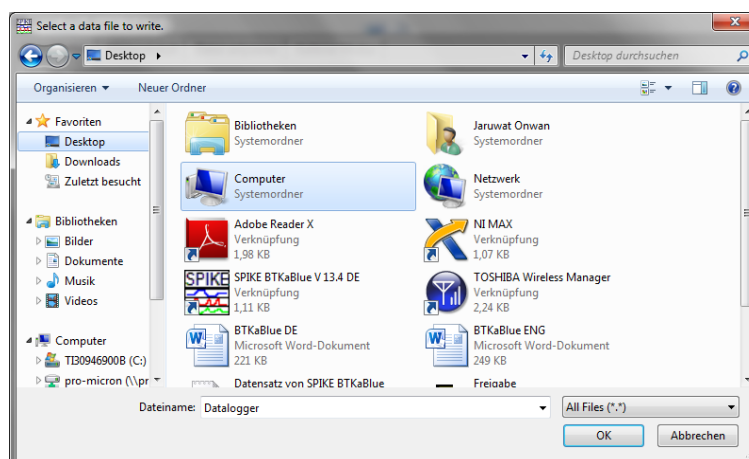 Select a data file to write.
Desktop
Desktop durchsuchen
Organisieren
Neuer Ordner
Favoriten
Desktop
Downloads
Zuletzt besucht
Bibliotheken
Bilder
Dokumente
Musik
Videos
Computer
TI30946900B (C:)
pro-micron (\\pr
Bibliotheken
Systemordner
Jaruwat Onwan
Systemordner
Computer
Systemordner
Netzwerk
Systemordner
Adobe Reader X
Verknüpfung
1,98 KB
NI MAX
Verknüpfung
1,07 KB
SPIKE
SPIKE BTKaBlue V 13.4 DE
Verknüpfung
1,11 KB
TOSHIBA Wireless Manager
Verknüpfung
2,24 KB
BTKaBlue DE
Microsoft Word-Dokument
221 KB
BTKaBlue ENG
Microsoft Word-Dokument
249 KB
Datensatz von SPIKE BTKaBlue
Freigabe
Dateiname: Datalogger
All Files (*.*)
OK
Abbrechen